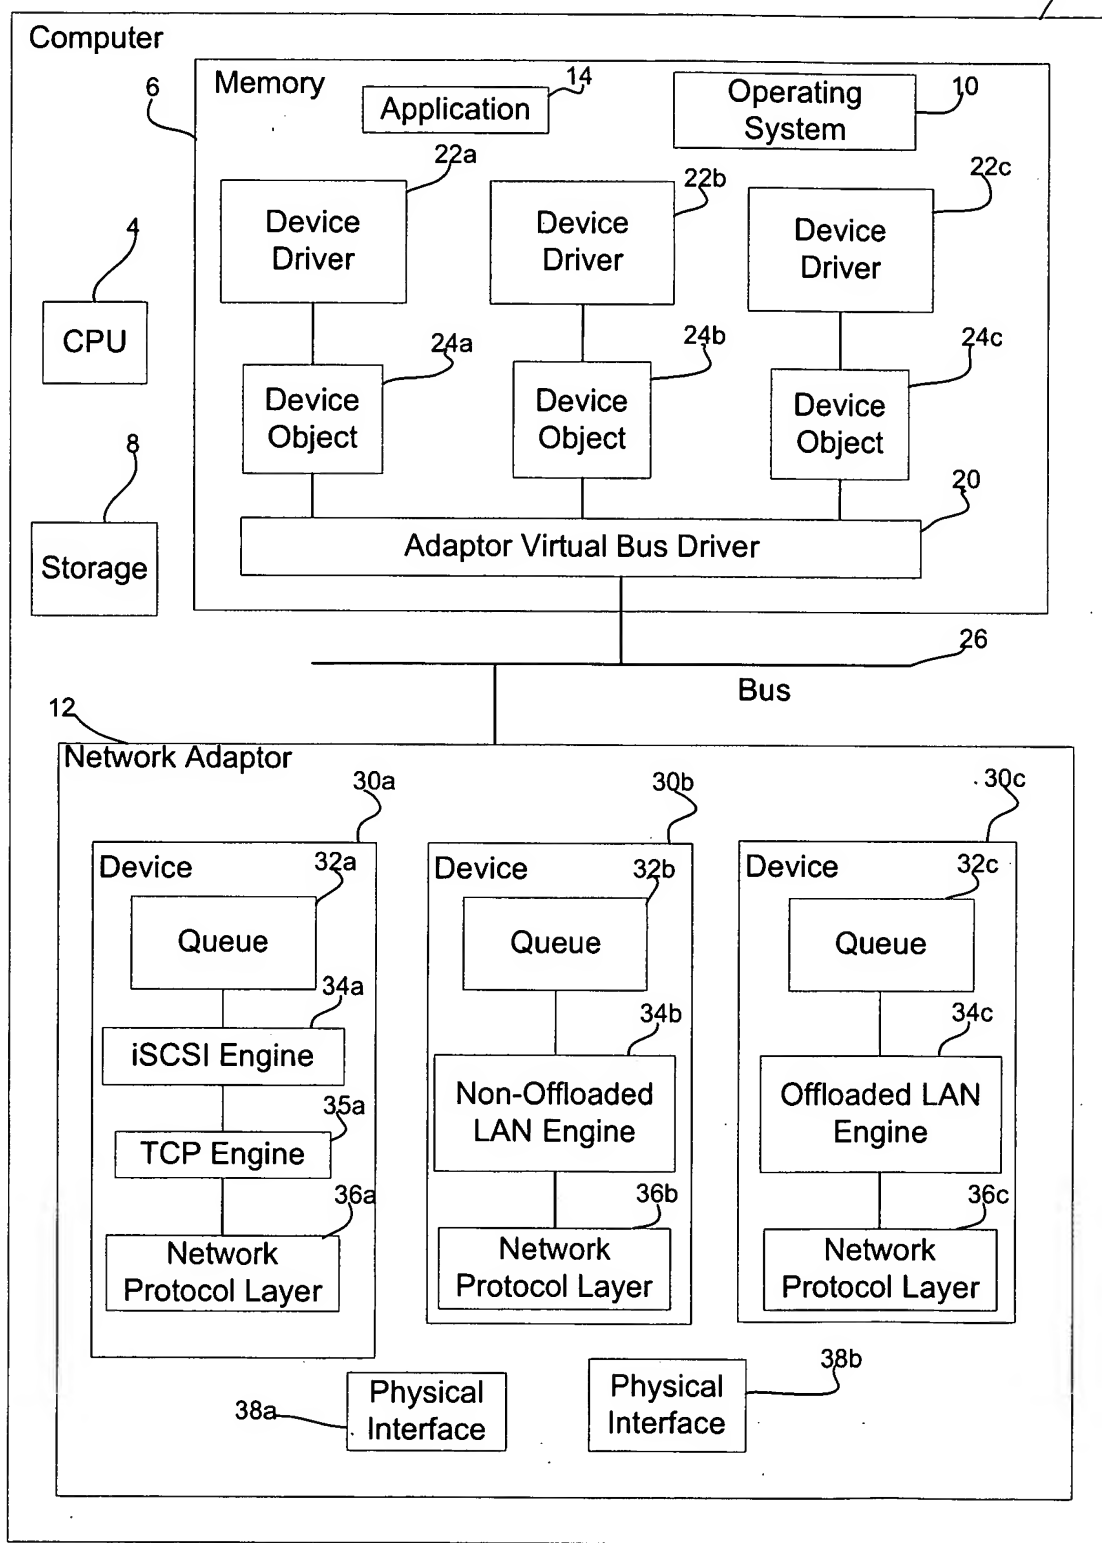 Computer
Memory
14
10
6
Application
Operating
System
22a
22b
22c
Device
Driver
Device
Driver
Device
Driver
4
CPU
24a
24b
24c
Device
Object
Device
Object
Device
Object
8
Storage
20
Adaptor Virtual Bus Driver
26
Bus
12
Network Adaptor
30a
30b
30c
Device
32a
Device
32b
Device
32c
Queue
Queue
Queue
34a
34b
34c
iSCSI Engine
Non-Offloaded
LAN Engine
Offloaded LAN
Engine
35a
TCP Engine
36a
36b
36c
Network
Protocol Layer
Network
Protocol Layer
Network
Protocol Layer
38a
Physical
Interface
Physical
Interface
38b